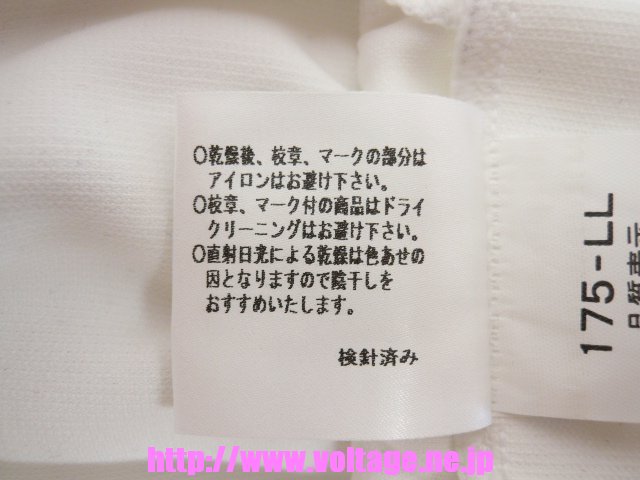 ○乾燥後、校章、マークの部分は
アイロンはお避け下さい。
○校章、マーク付の商品はドライ
クリーニングはお避け下さい。
○直射日光による乾燥は色あせの
因となりますので陰干しを
おすすめいたします。
検針済み
175-LL
品質表示
http://www.voltage.ne.jp